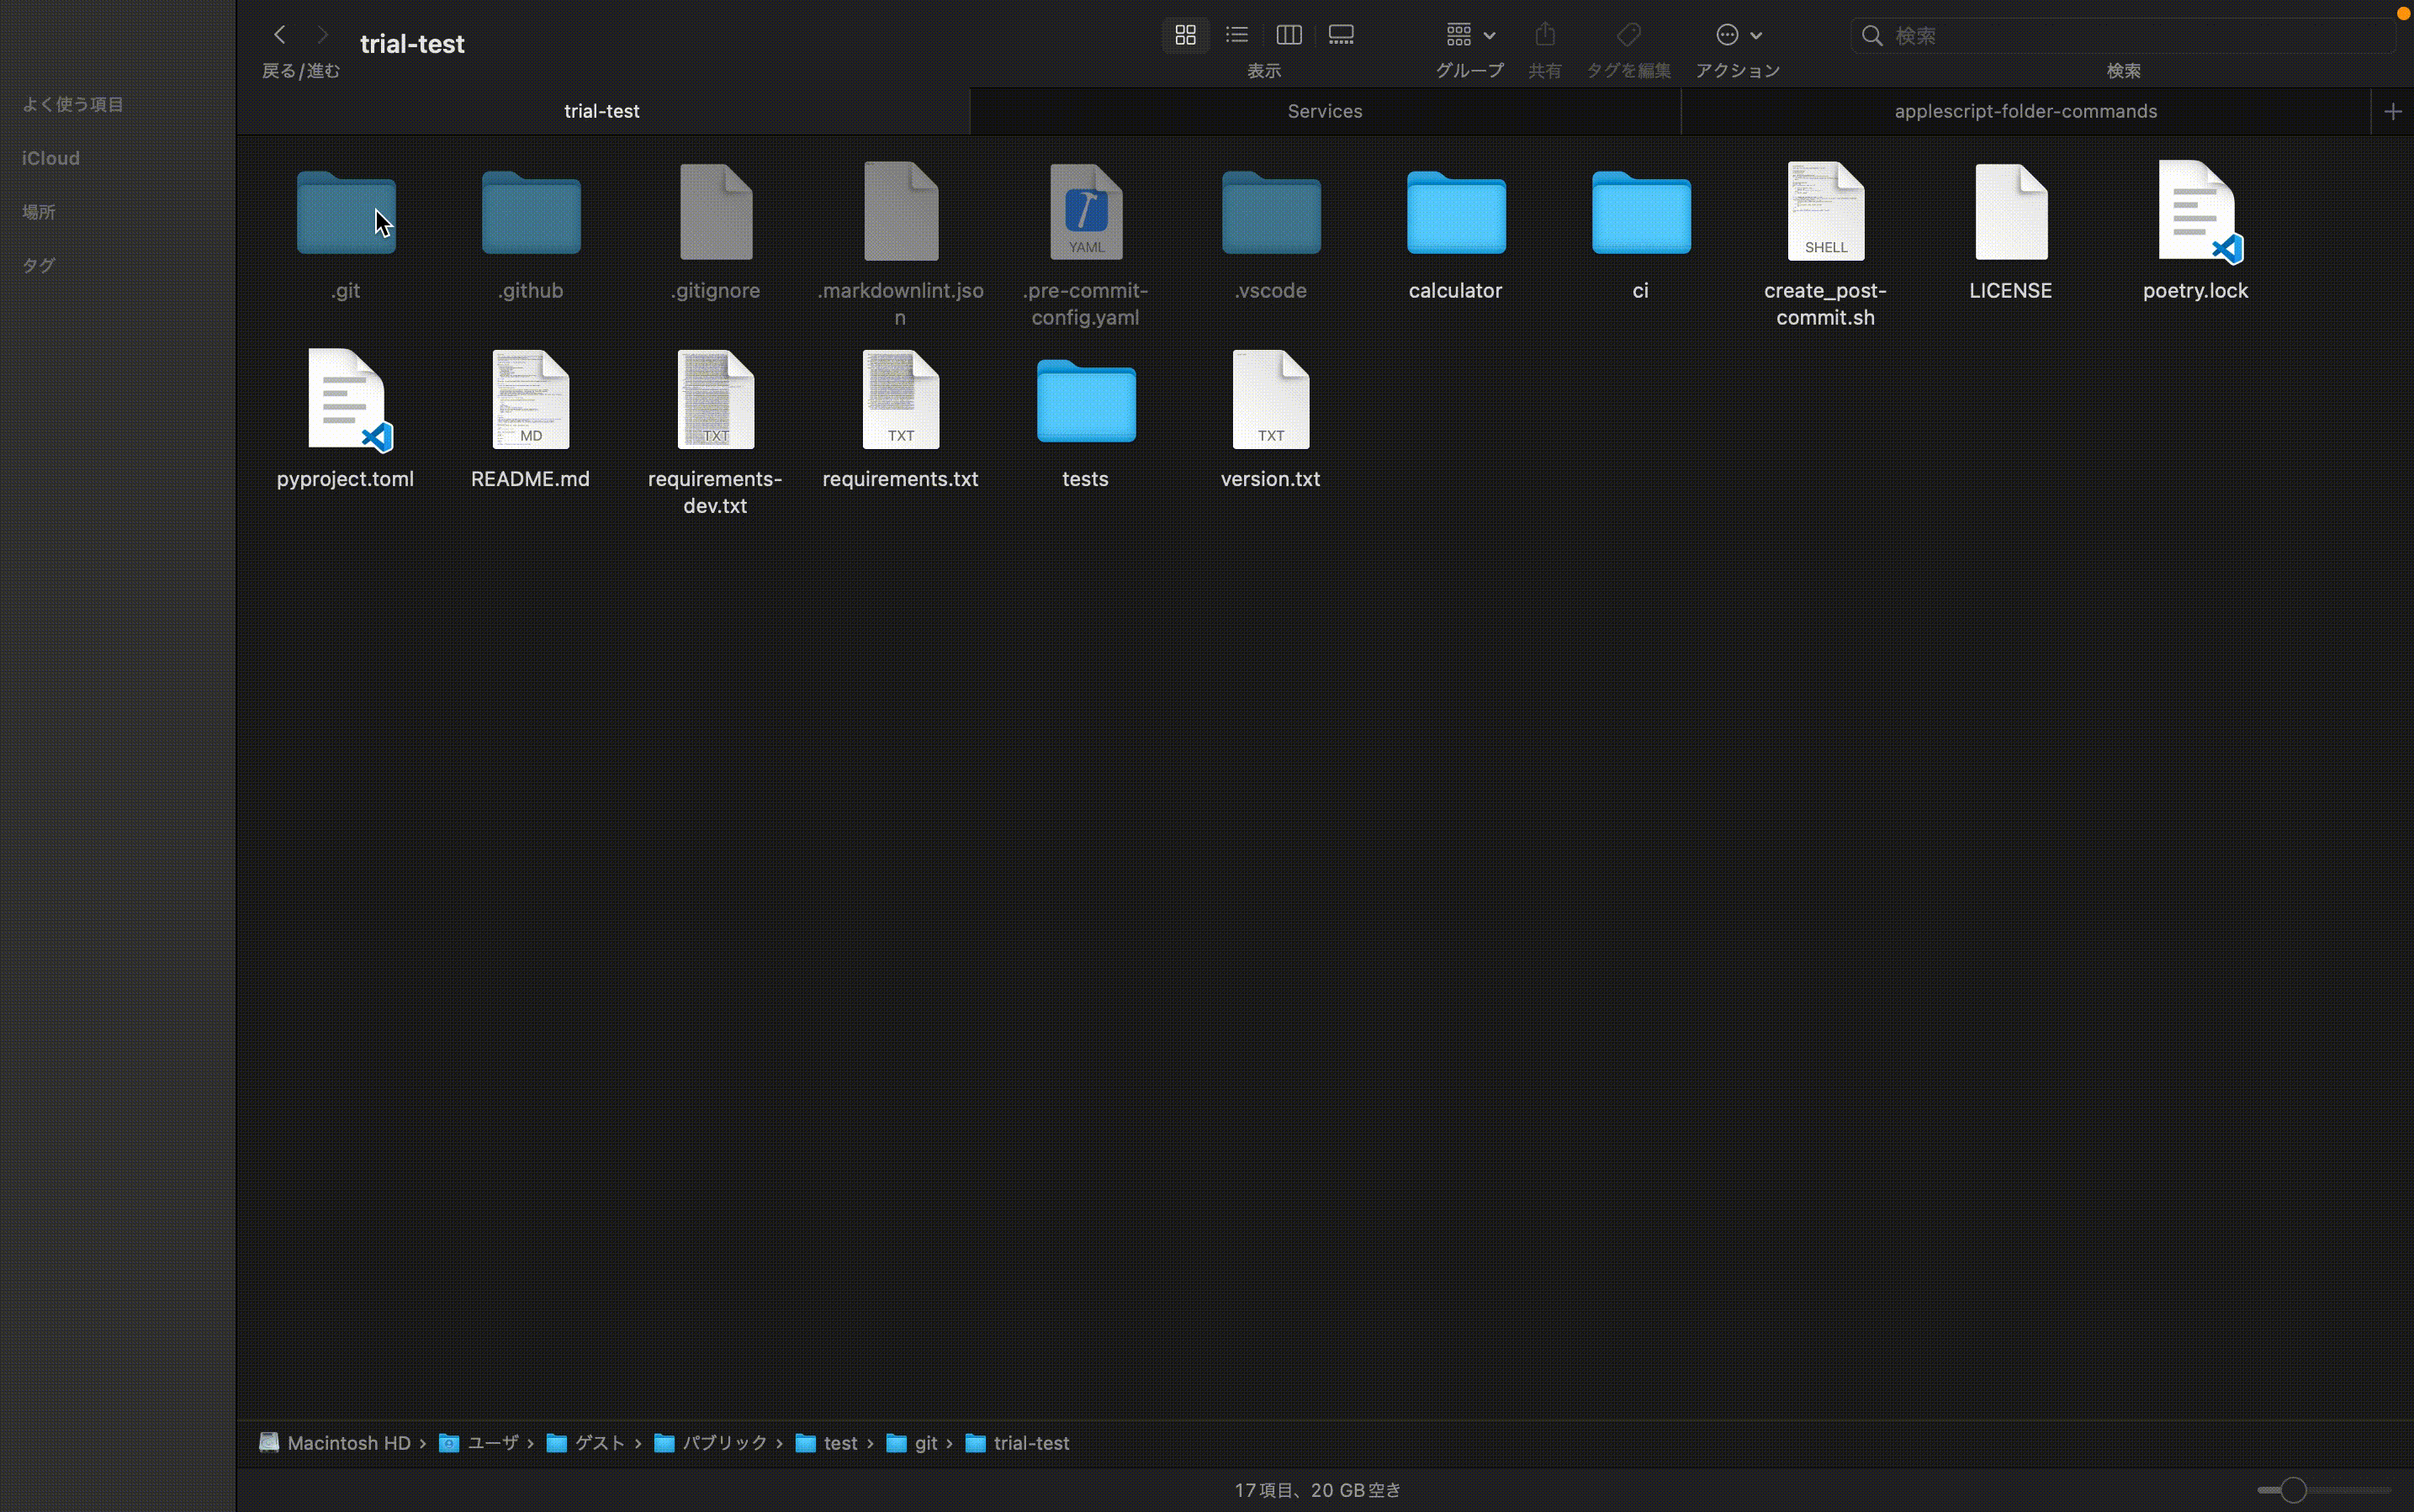 trial-test
戻る/進む
表示
グループ
共有
タグを編集
アクション
検索
検索
よく使う項目
iCloud
場所
タグ
trial-test
Services
applescript-folder-commands
.git
.github
.gitignore
.markdownlint.jso
n
YAML
.pre-commit-
config.yaml
.vscode
calculator
ci
SHELL
create_post-
commit.sh
LICENSE
poetry.lock
pyproject.toml
MD
README.md
TXT
requirements-
dev.txt
TXT
requirements.txt
tests
TXT
version.txt
Macintosh HD › ユーザ › ゲスト › パブリック › test › git › trial-test
17項目、20 GB空き